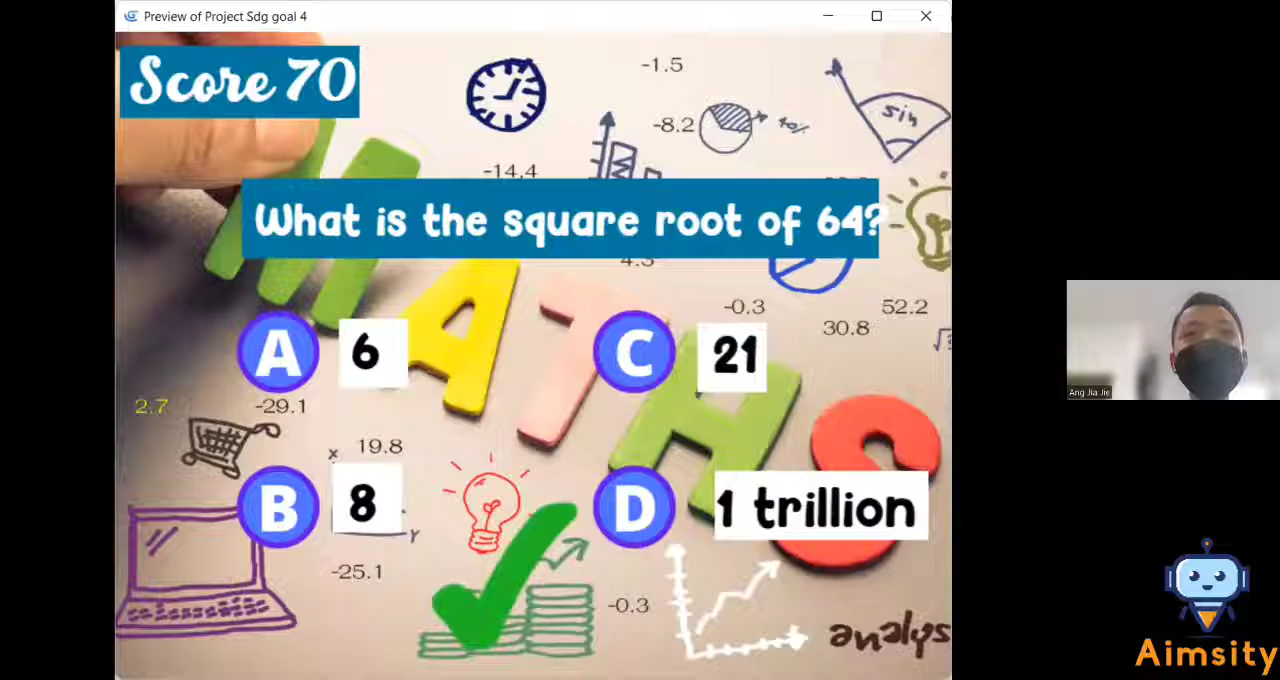 Preview of Project Sdg goal 4
Score 70
-1.5
-8.2
sin
-14.4
What is the square root of 64?
4.3
-0.3
52.2
30.8
A 6
C 21
2.7
-29.1
x 19.8
B 8
D 1 trillion
Y
-25.1
-0.3
analys
MATHS
Ang Jia Jie
Aimsity